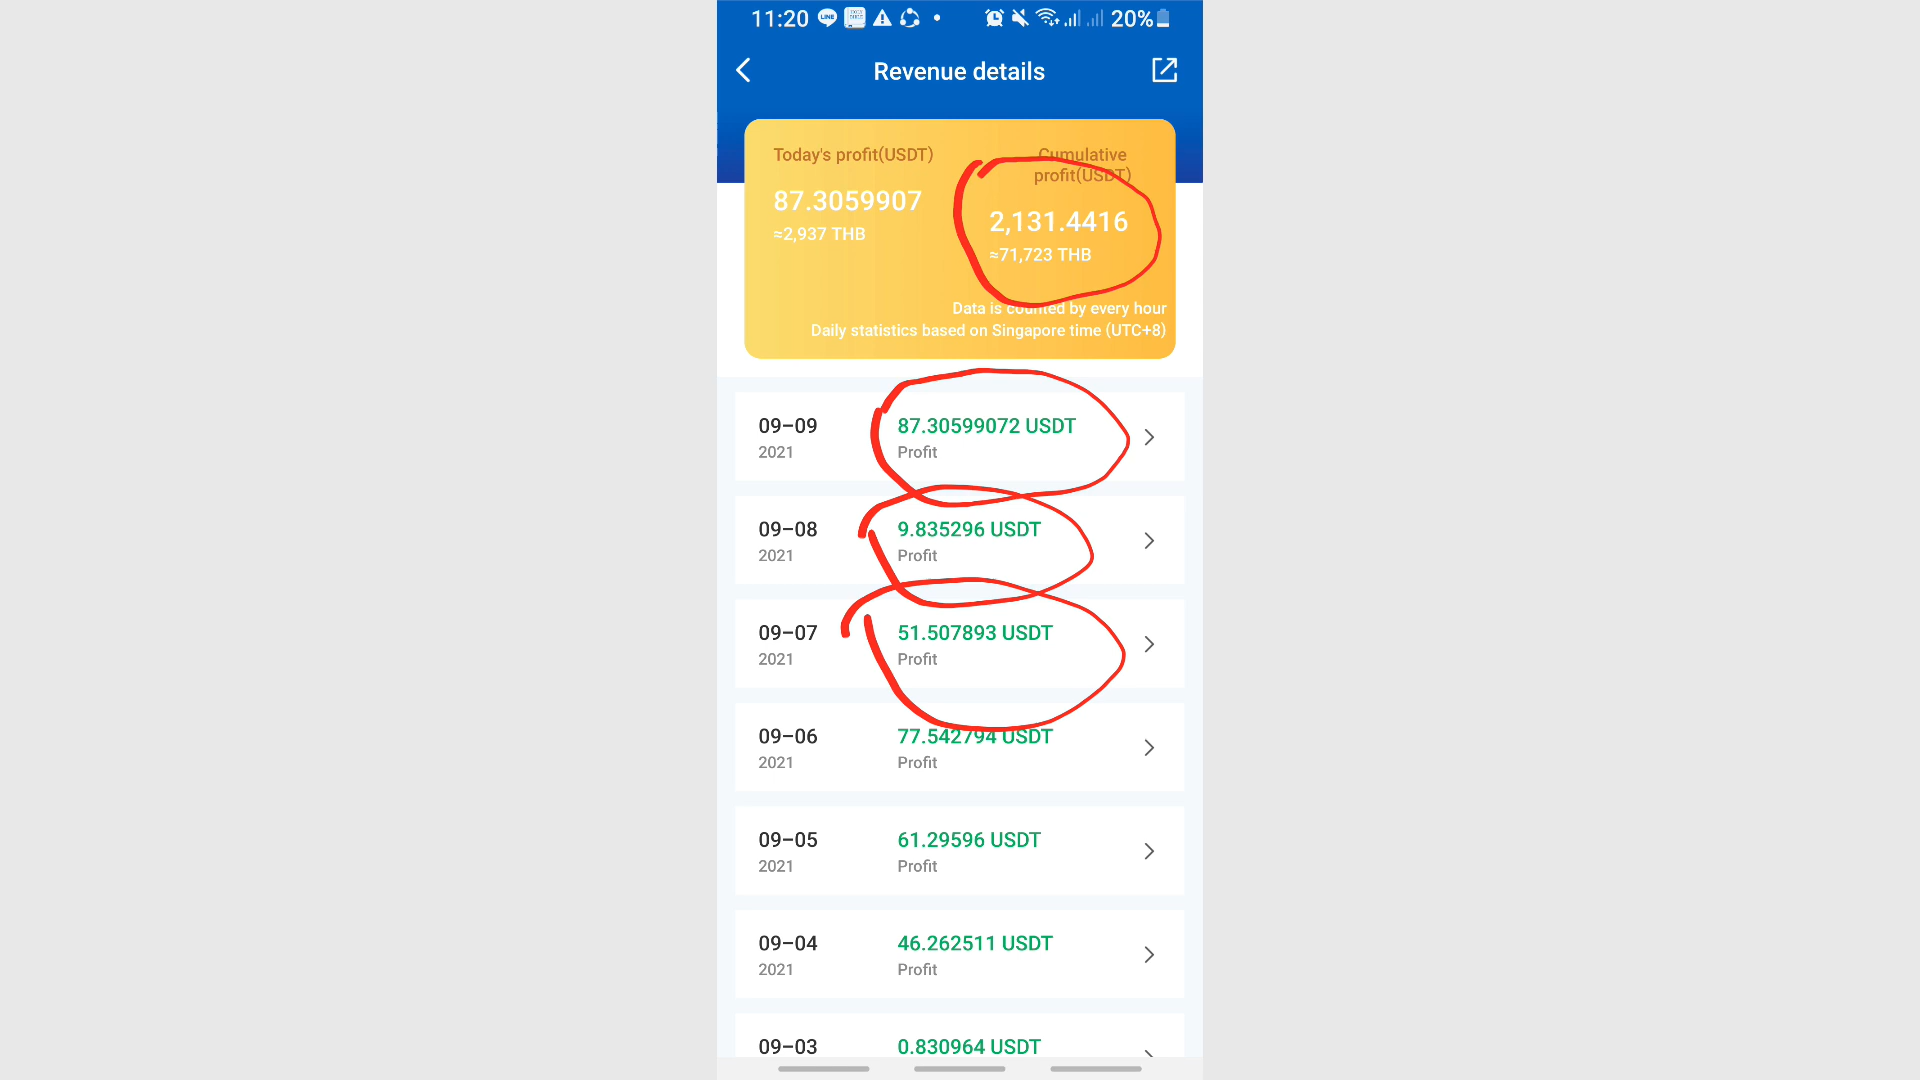 11:20
LINE
HOLY BIBLE
20%
Revenue details
Today's profit(USDT)
87.3059907
≈2,937 THB
Cumulative
profit(USDT)
2,131.4416
≈71,723 THB
Data is counted by every hour
Daily statistics based on Singapore time (UTC+8)
09-09
2021
87.30599072 USDT
Profit
09-08
2021
9.835296 USDT
Profit
09-07
2021
51.507893 USDT
Profit
09-06
2021
77.542794 USDT
Profit
09-05
2021
61.29596 USDT
Profit
09-04
2021
46.262511 USDT
Profit
09-03
0.830964 USDT